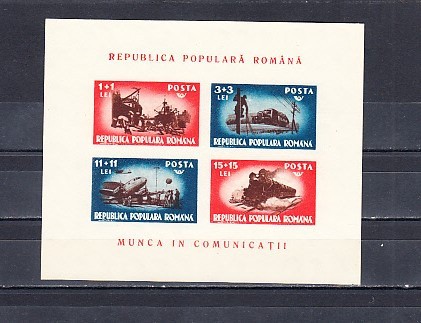 REPUBLICA POPULARĂ ROMÂNĂ
1+1 POSTA
LEI
REPUBLICA POPULARA ROMANA
3+3 POSTA
LEI
REPUBLICA POPULARA ROMANA
11+11 POSTA
LEI
REPUBLICA POPULARA ROMANA
15+15 POSTA
LEI
REPUBLICA POPULARA ROMANA
MUNCA IN COMUNICAȚII